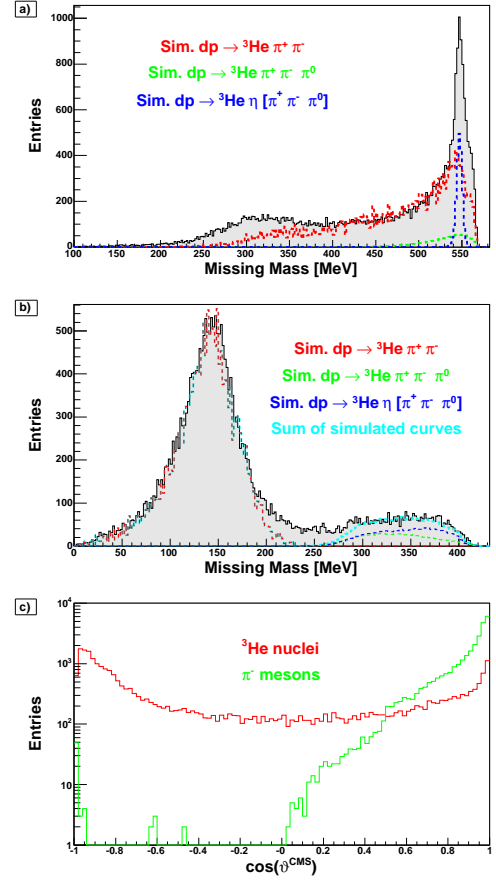 a)
1000
800
600
400
200
0
Entries
Sim. dp → ³He π⁺ π⁻
Sim. dp → ³He π⁺ π⁻ π⁰
Sim. dp → ³He η [π⁺ π⁻ π⁰]
100 150 200 250 300 350 400 450 500 550
Missing Mass [MeV]
b)
500
400
300
200
100
0
Entries
Sim. dp → ³He π⁺ π⁻
Sim. dp → ³He π⁺ π⁻ π⁰
Sim. dp → ³He η [π⁺ π⁻ π⁰]
Sum of simulated curves
0 50 100 150 200 250 300 350 400
Missing Mass [MeV]
c)
10⁴
10³
10²
10
1
Entries
³He nuclei
π⁻ mesons
-1 -0.8 -0.6 -0.4 -0.2 -0 0.2 0.4 0.6 0.8 1
cos(ϑ^CMS)